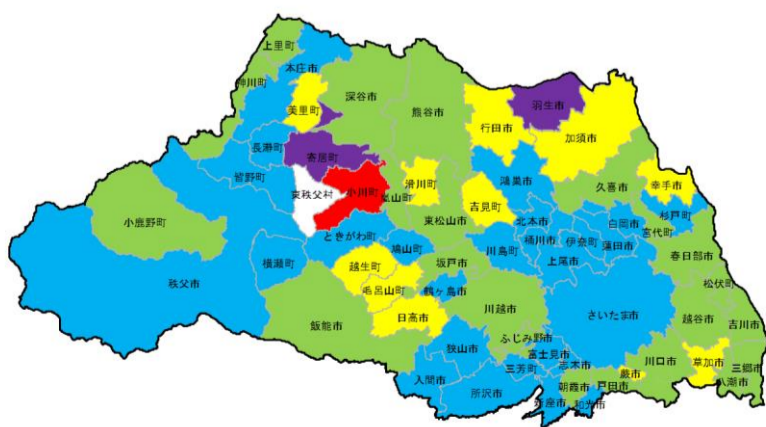 上里町
本庄市
神川町
美里町
深谷市
熊谷市
羽生市
行田市
加須市
長瀞町
寄居町
皆野町
小川町
滑川町
鴻巣市
久喜市
幸手市
東秩父村
嵐山町
吉見町
小鹿野町
東松山市
北本市
白岡市
杉戸町
宮代町
ときがわ町
鳩山町
川島町
桶川市
伊奈町
蓮田市
横瀬町
越生町
坂戸市
上尾市
春日部市
秩父市
毛呂山町
鶴ヶ島市
松伏町
日高市
川越市
さいたま市
越谷市
吉川市
飯能市
ふじみ野市
狭山市
富士見市
三芳町
志木市
川口市
草加市
入間市
蕨市
三郷市
所沢市
朝霞市
戸田市
八潮市
新座市
和光市